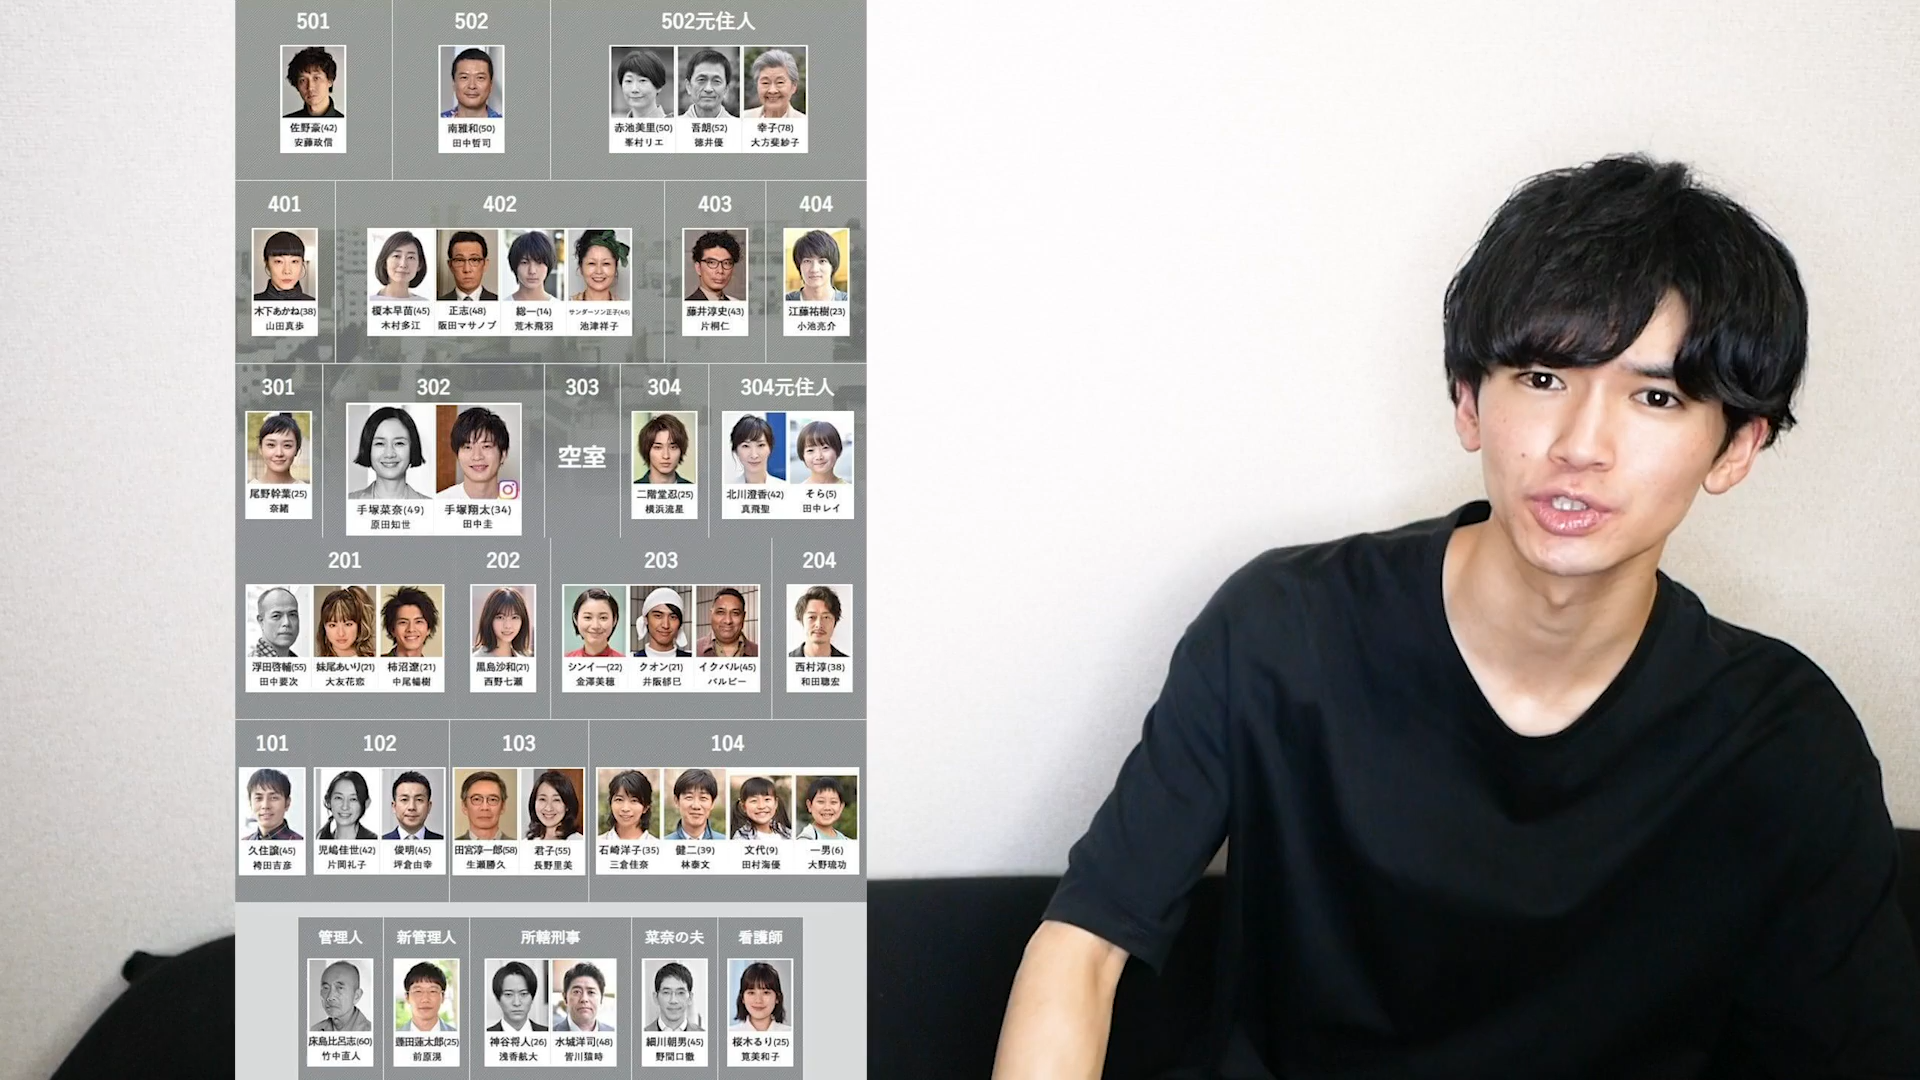 501
佐野豪(42)
安藤政信
502
南雅和(50)
田中哲司
502元住人
赤池美里(50)
峯村リエ
吾朗(52)
徳井優
幸子(78)
大方斐紗子
401
木下あかね(38)
山田真歩
402
榎本早苗(45)
木村多江
正志(48)
阪田マサノブ
総一(14)
荒木飛羽
サンダーソン正子(45)
池津祥子
403
藤井淳史(43)
片桐仁
404
江藤祐樹(23)
小池亮介
301
尾野幹葉(25)
奈緒
302
手塚菜奈(49)
原田知世
手塚翔太(34)
田中圭
303
空室
304
二階堂忍(25)
横浜流星
304元住人
北川澄香(42)
真飛聖
そら(5)
田中レイ
201
浮田啓輔(55)
田中要次
妹尾あいり(21)
大友花恋
柿沼遼(21)
中尾暢樹
202
黒島沙和(21)
西野七瀬
203
シンイー(22)
金澤美穂
クオン(21)
井阪郁巳
イクバル(45)
バルビー
204
西村淳(38)
和田聰宏
101
久住譲(45)
袴田吉彦
102
児嶋佳世(42)
片岡礼子
俊明(45)
坪倉由幸
103
田宮淳一郎(58)
生瀬勝久
君子(55)
長野里美
104
石崎洋子(35)
三倉佳奈
健二(39)
林泰文
文代(9)
田村海優
一男(6)
大野琉功
管理人
床島比呂志(60)
竹中直人
新管理人
蓬田蓮太郎(25)
前原滉
所轄刑事
神谷将人(26)
浅香航大
水城洋司(48)
皆川猿時
菜奈の夫
細川朝男(45)
野間口徹
看護師
桜木るり(25)
筧美和子